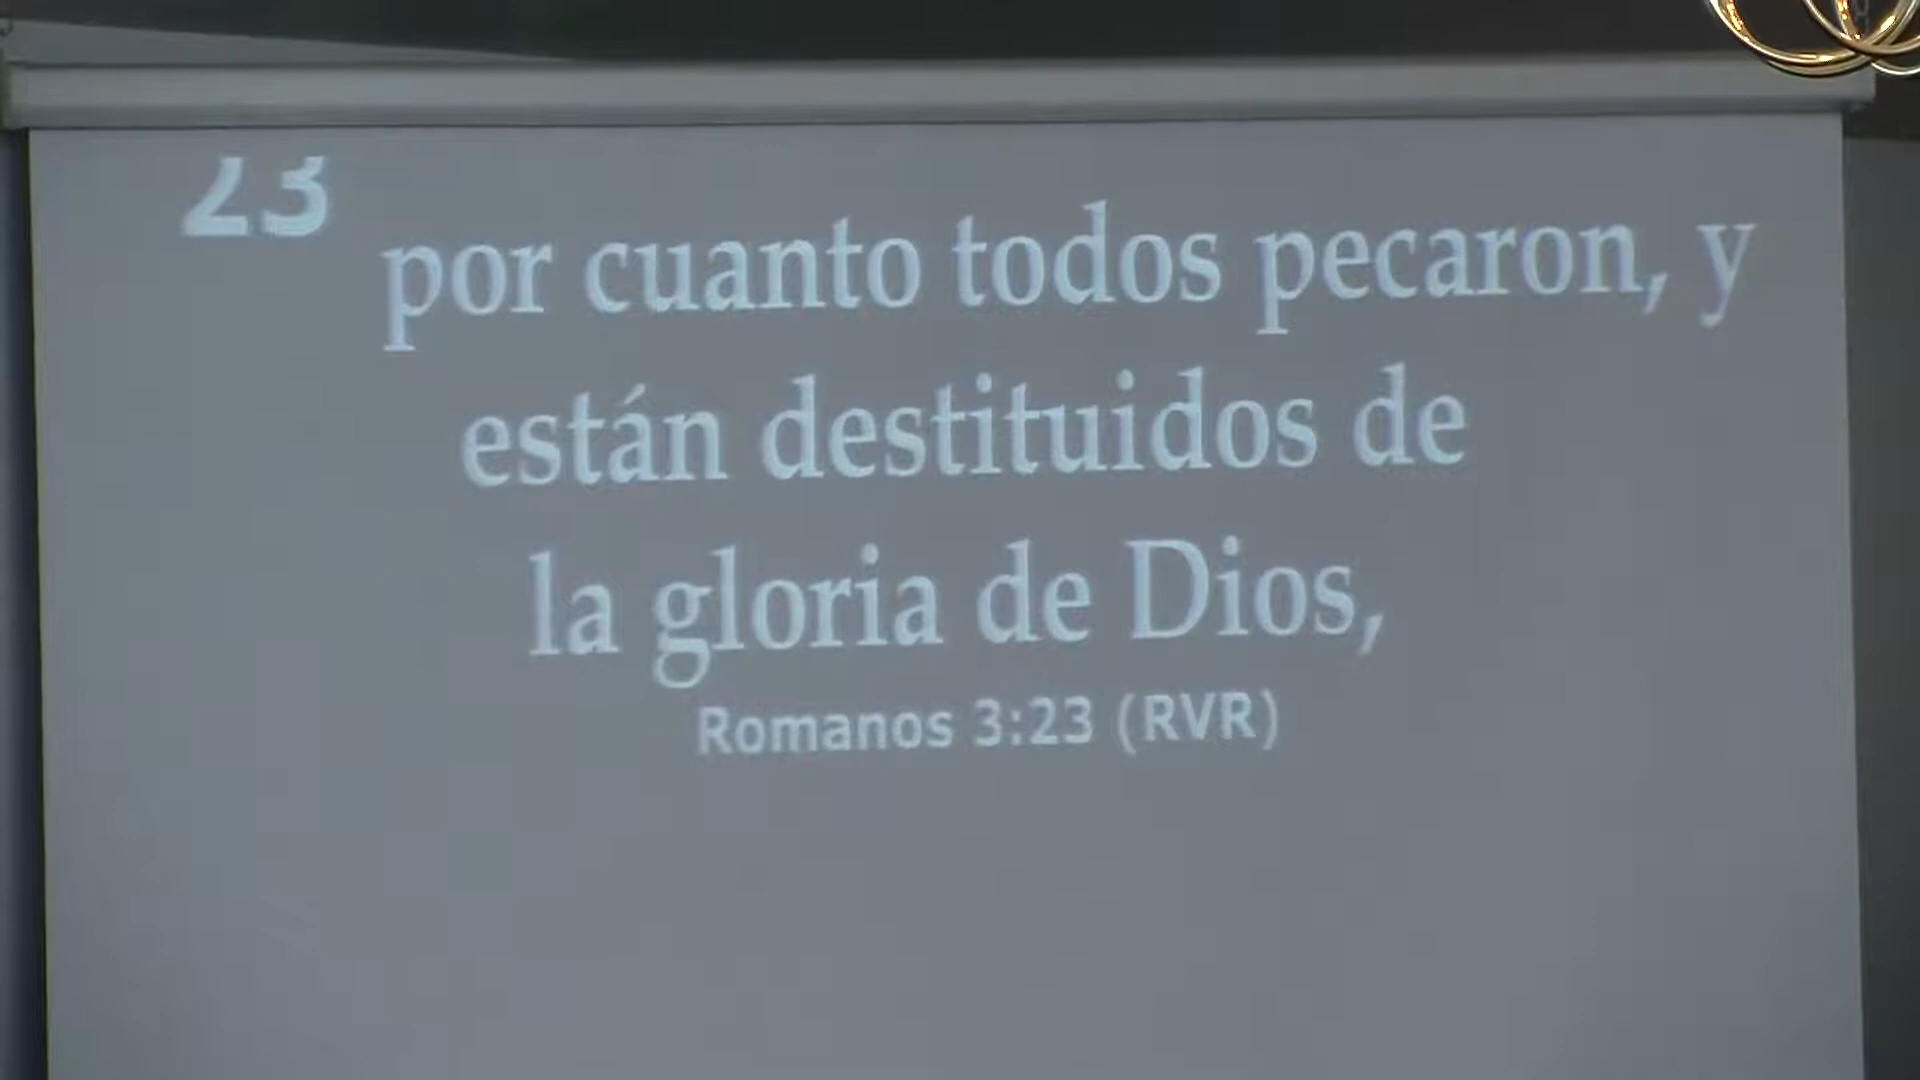 23
por cuanto todos pecaron, y
están destituidos de
la gloria de Dios,
Romanos 3:23 (RVR)